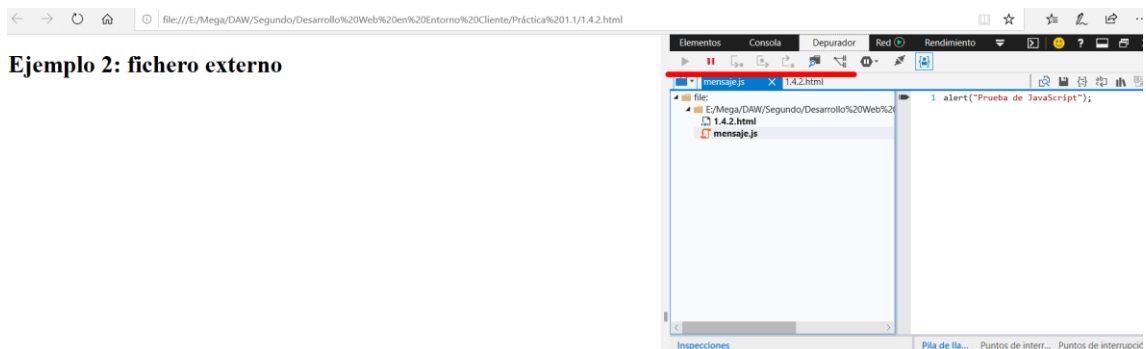 file:///E:/Mega/DAW/Segundo/Desarrollo%20Web%20en%20Entorno%20Cliente/Práctica%201.1/1.4.2.html
Ejemplo 2: fichero externo
Elementos Consola Depurador Red Rendimiento ?
mensaje.js X 1.4.2.html
file:
E:/Mega/DAW/Segundo/Desarrollo%20Web%2
1.4.2.html
mensaje.js
1 alert("Prueba de JavaScript");
Inspecciones
Pila de lla... Puntos de interr... Puntos de interrupció